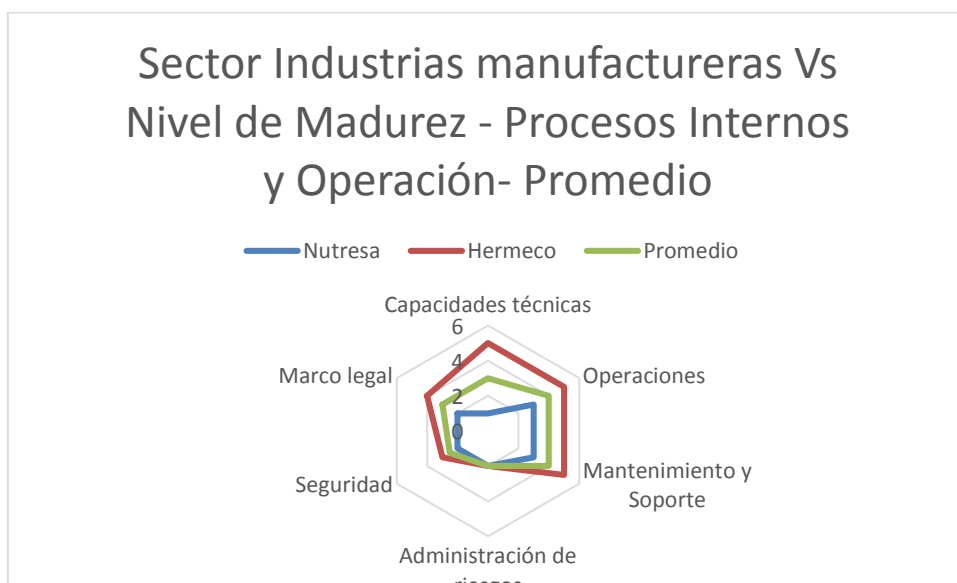 Sector Industrias manufactureras Vs
Nivel de Madurez - Procesos Internos
y Operación- Promedio
Nutresa Hermeco Promedio
Capacidades técnicas
6
4
2
0
Marco legal
Operaciones
Seguridad
Mantenimiento y
Soporte
Administración de